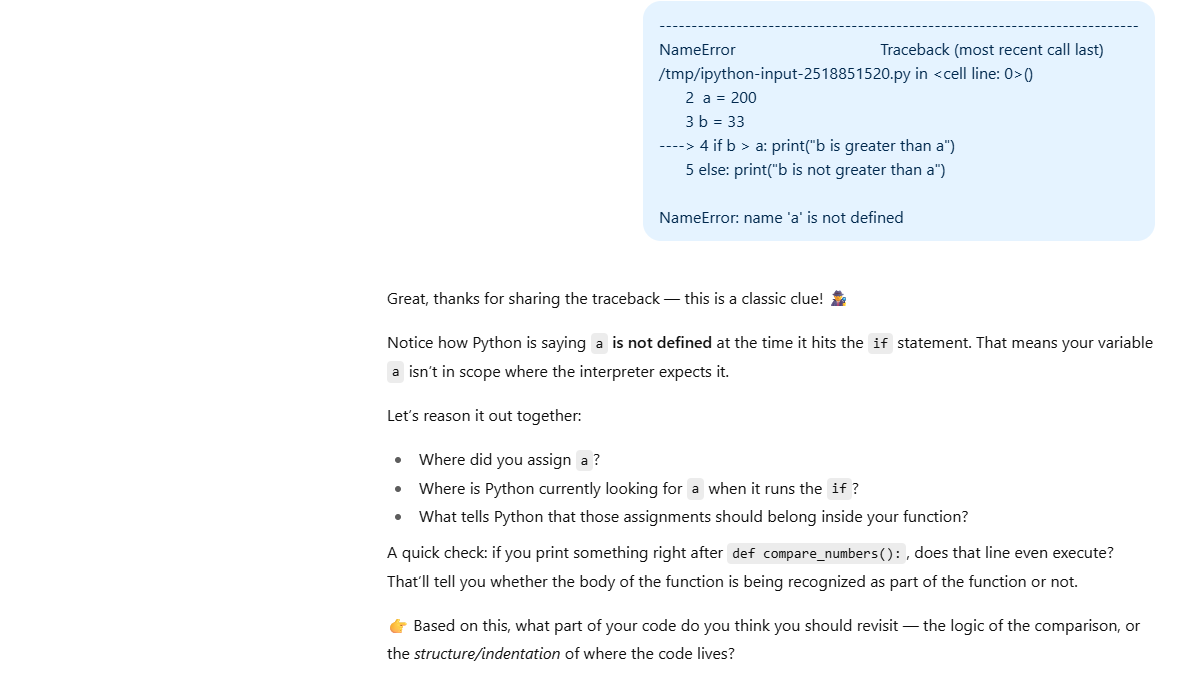 ---------------------------------------------------------------------------
NameError                                 Traceback (most recent call last)
/tmp/ipython-input-2518851520.py in <cell line: 0>()
      2  a = 200
      3 b = 33
----> 4 if b > a: print("b is greater than a")
      5 else: print("b is not greater than a")
NameError: name 'a' is not defined
Great, thanks for sharing the traceback — this is a classic clue! 🕵️‍♀️
Notice how Python is saying a is not defined at the time it hits the if statement. That means your variable
a isn’t in scope where the interpreter expects it.
Let’s reason it out together:
• Where did you assign a?
• Where is Python currently looking for a when it runs the if?
• What tells Python that those assignments should belong inside your function?
A quick check: if you print something right after def compare_numbers():, does that line even execute?
That’ll tell you whether the body of the function is being recognized as part of the function or not.
👉 Based on this, what part of your code do you think you should revisit — the logic of the comparison, or
the structure/indentation of where the code lives?